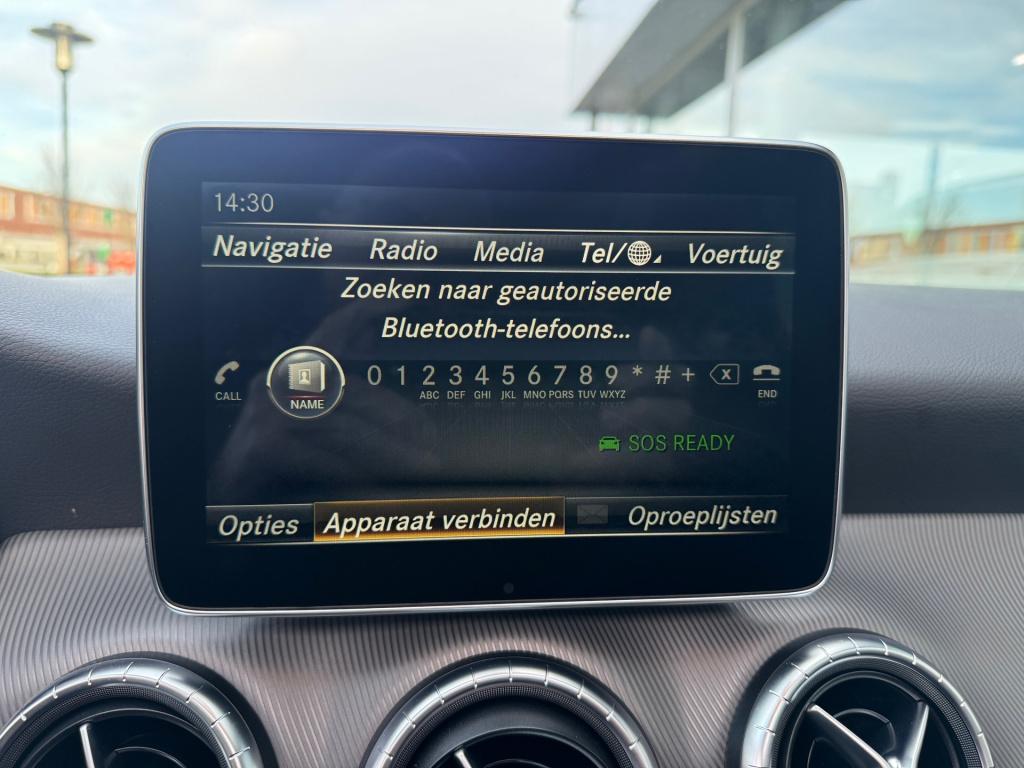 14:30
Navigatie Radio Media Tel/ Voertuig
Zoeken naar geautoriseerde
Bluetooth-telefoons...
0 1 2 3 4 5 6 7 8 9 * # + X
CALL NAME ABC DEF GHI JKL MNO PQRS TUV WXYZ END
SOS READY
Opties Apparaat verbinden Oproeplijsten